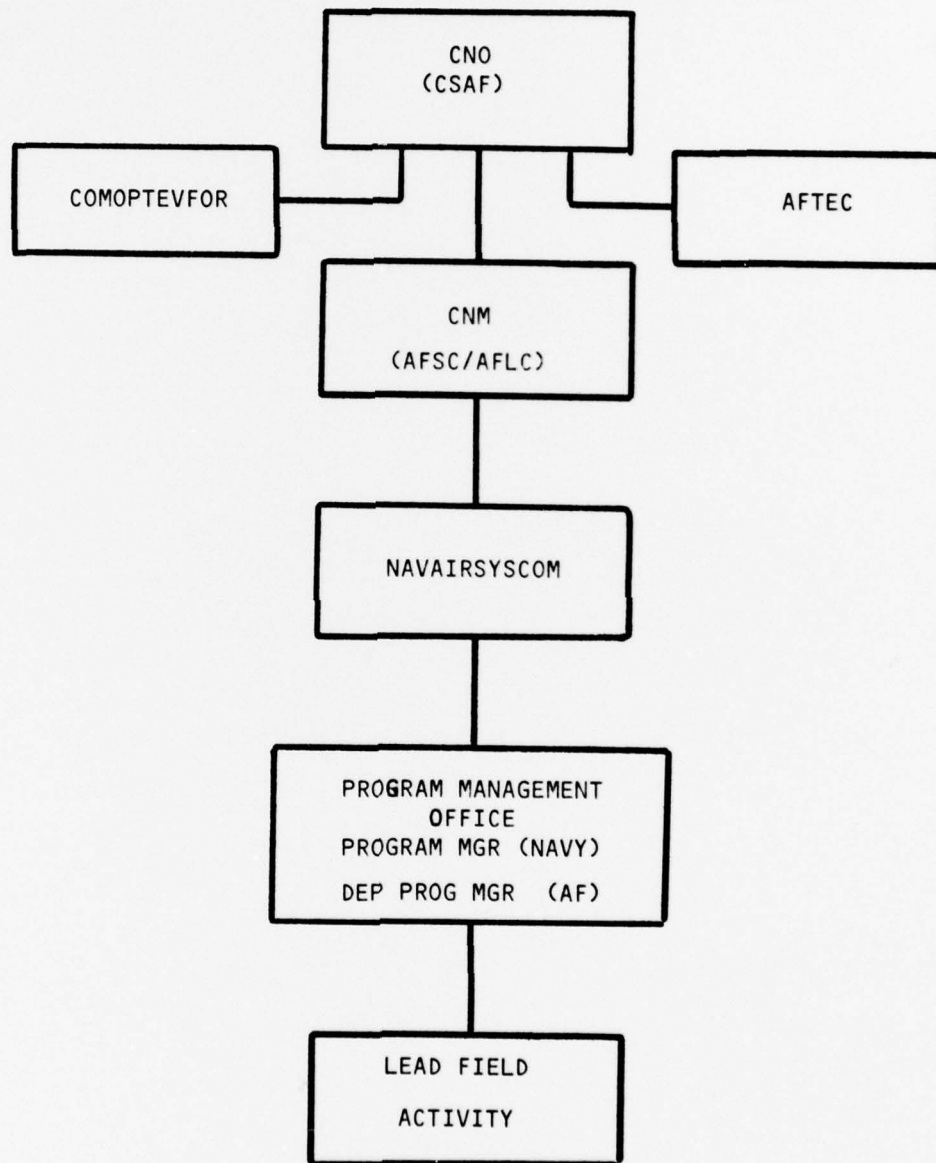 CNO
(CSAF)
COMOPTEVFOR
AFTEC
CNM
(AFSC/AFLC)
NAVAIRSYSCOM
PROGRAM MANAGEMENT
OFFICE
PROGRAM MGR (NAVY)
DEP PROG MGR (AF)
LEAD FIELD
ACTIVITY